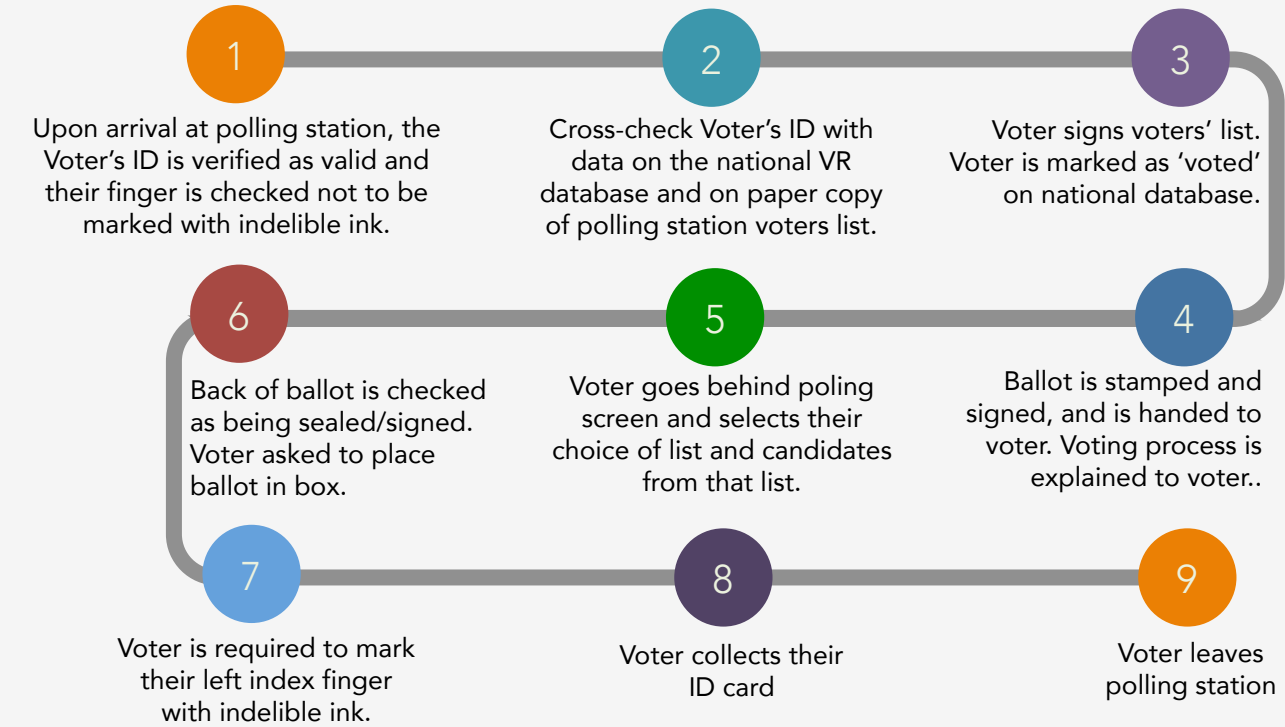 1
Upon arrival at polling station, the
Voter's ID is verified as valid and
their finger is checked not to be
marked with indelible ink.
2
Cross-check Voter's ID with
data on the national VR
database and on paper copy
of polling station voters list.
3
Voter signs voters' list.
Voter is marked as 'voted'
on national database.
4
Ballot is stamped and
signed, and is handed to
voter. Voting process is
explained to voter..
5
Voter goes behind poling
screen and selects their
choice of list and candidates
from that list.
6
Back of ballot is checked
as being sealed/signed.
Voter asked to place
ballot in box.
7
Voter is required to mark
their left index finger
with indelible ink.
8
Voter collects their
ID card
9
Voter leaves
polling station